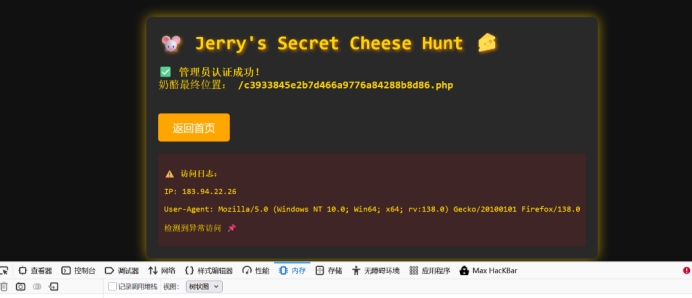 Jerry's Secret Cheese Hunt
管理员认证成功！
奶酪最终位置： /c3933845e2b7d466a9776a84288b8d86.php
返回首页
访问日志：
IP: 183.94.22.26
User-Agent: Mozilla/5.0 (Windows NT 10.0; Win64; x64; rv:138.0) Gecko/20100101 Firefox/138.0
检测到异常访问
查看器 控制台 调试器 网络 样式编辑器 性能 内存 存储 无障碍环境 应用程序 Max HacKBar
记录调用堆栈 视图： 树状图